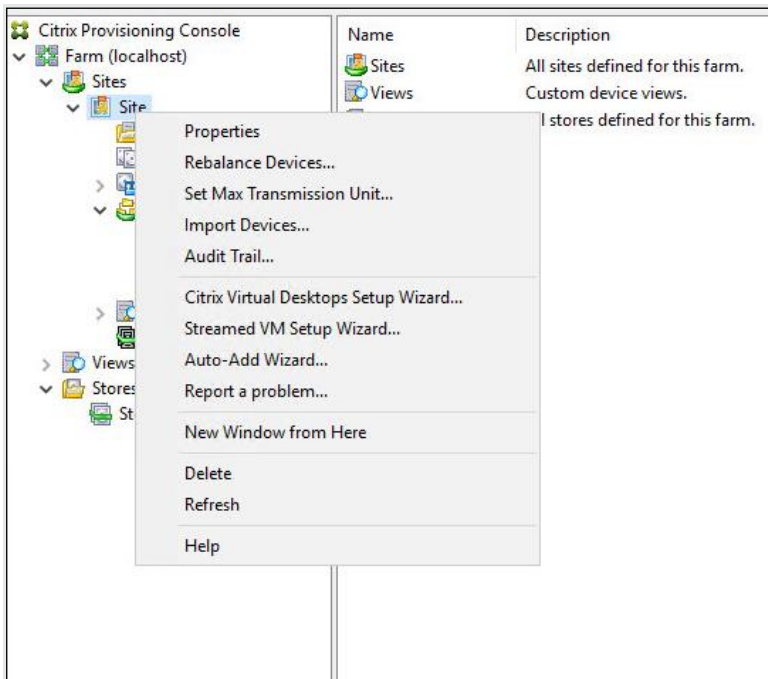 Citrix Provisioning Console
Farm (localhost)
Sites
Site
Views
Stores
St
Name Description
Sites All sites defined for this farm.
Views Custom device views.
l stores defined for this farm.
Properties
Rebalance Devices...
Set Max Transmission Unit...
Import Devices...
Audit Trail...
Citrix Virtual Desktops Setup Wizard...
Streamed VM Setup Wizard...
Auto-Add Wizard...
Report a problem...
New Window from Here
Delete
Refresh
Help